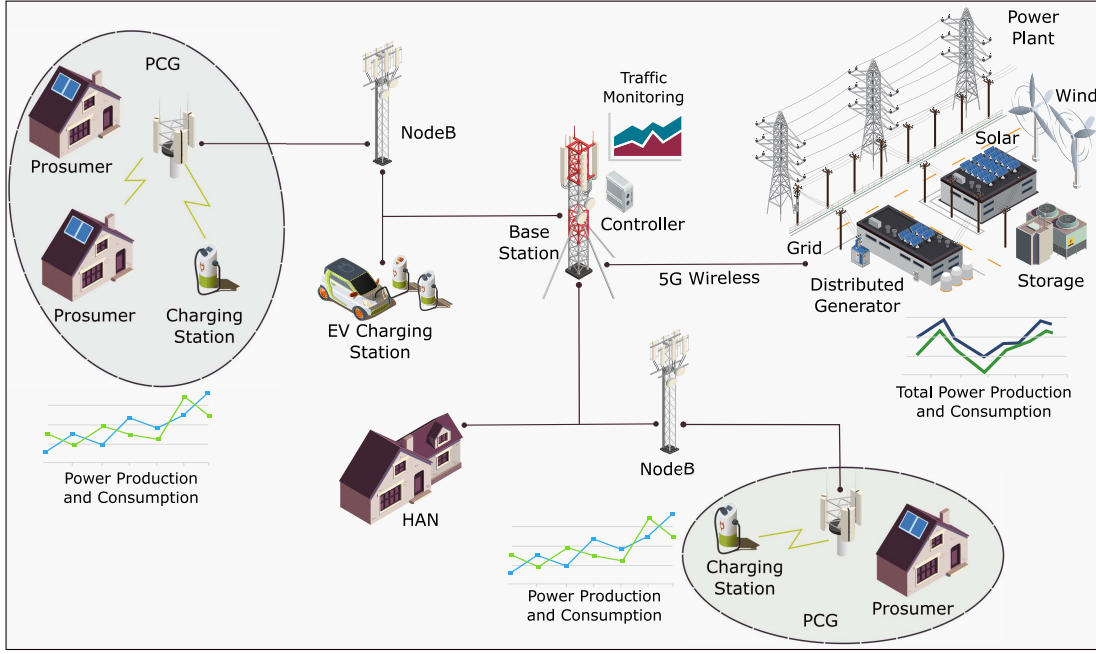 PCG
Prosumer
Prosumer
Charging
Station
Power Production
and Consumption
NodeB
EV Charging
Station
Traffic
Monitoring
Base
Station
Controller
5G Wireless
Power
Plant
Wind
Solar
Grid
Distributed
Generator
Storage
Total Power Production
and Consumption
HAN
NodeB
Power Production
and Consumption
Charging
Station
Prosumer
PCG